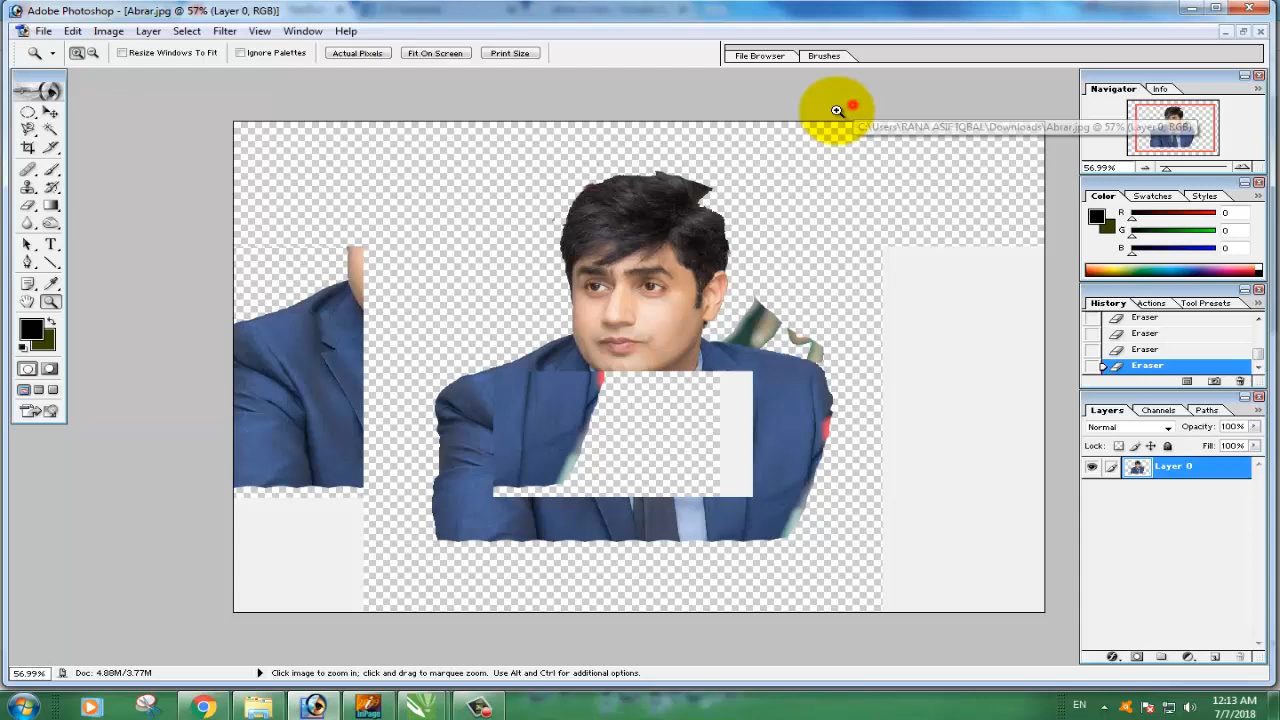 Adobe Photoshop - [Abrar.jpg @ 57% (Layer 0, RGB)]
File Edit Image Layer Select Filter View Window Help
Resize Windows To Fit Ignore Palettes Actual Pixels Fit On Screen Print Size File Browser Brushes
Navigator Info
C:\Users\RANA ASIF IQBAL\Downloads\Abrar.jpg @ 57% (Layer 0, RGB)
56.99%
Color Swatches Styles
R 0
G 0
B 0
History Actions Tool Presets
Eraser
Eraser
Eraser
Eraser
Layers Channels Paths
Normal Opacity: 100%
Lock: Fill: 100%
Layer 0
56.99% Doc: 4.88M/3.77M Click image to zoom in; click and drag to marquee zoom. Use Alt and Ctrl for additional options.
InPage EN 12:13 AM
7/7/2018